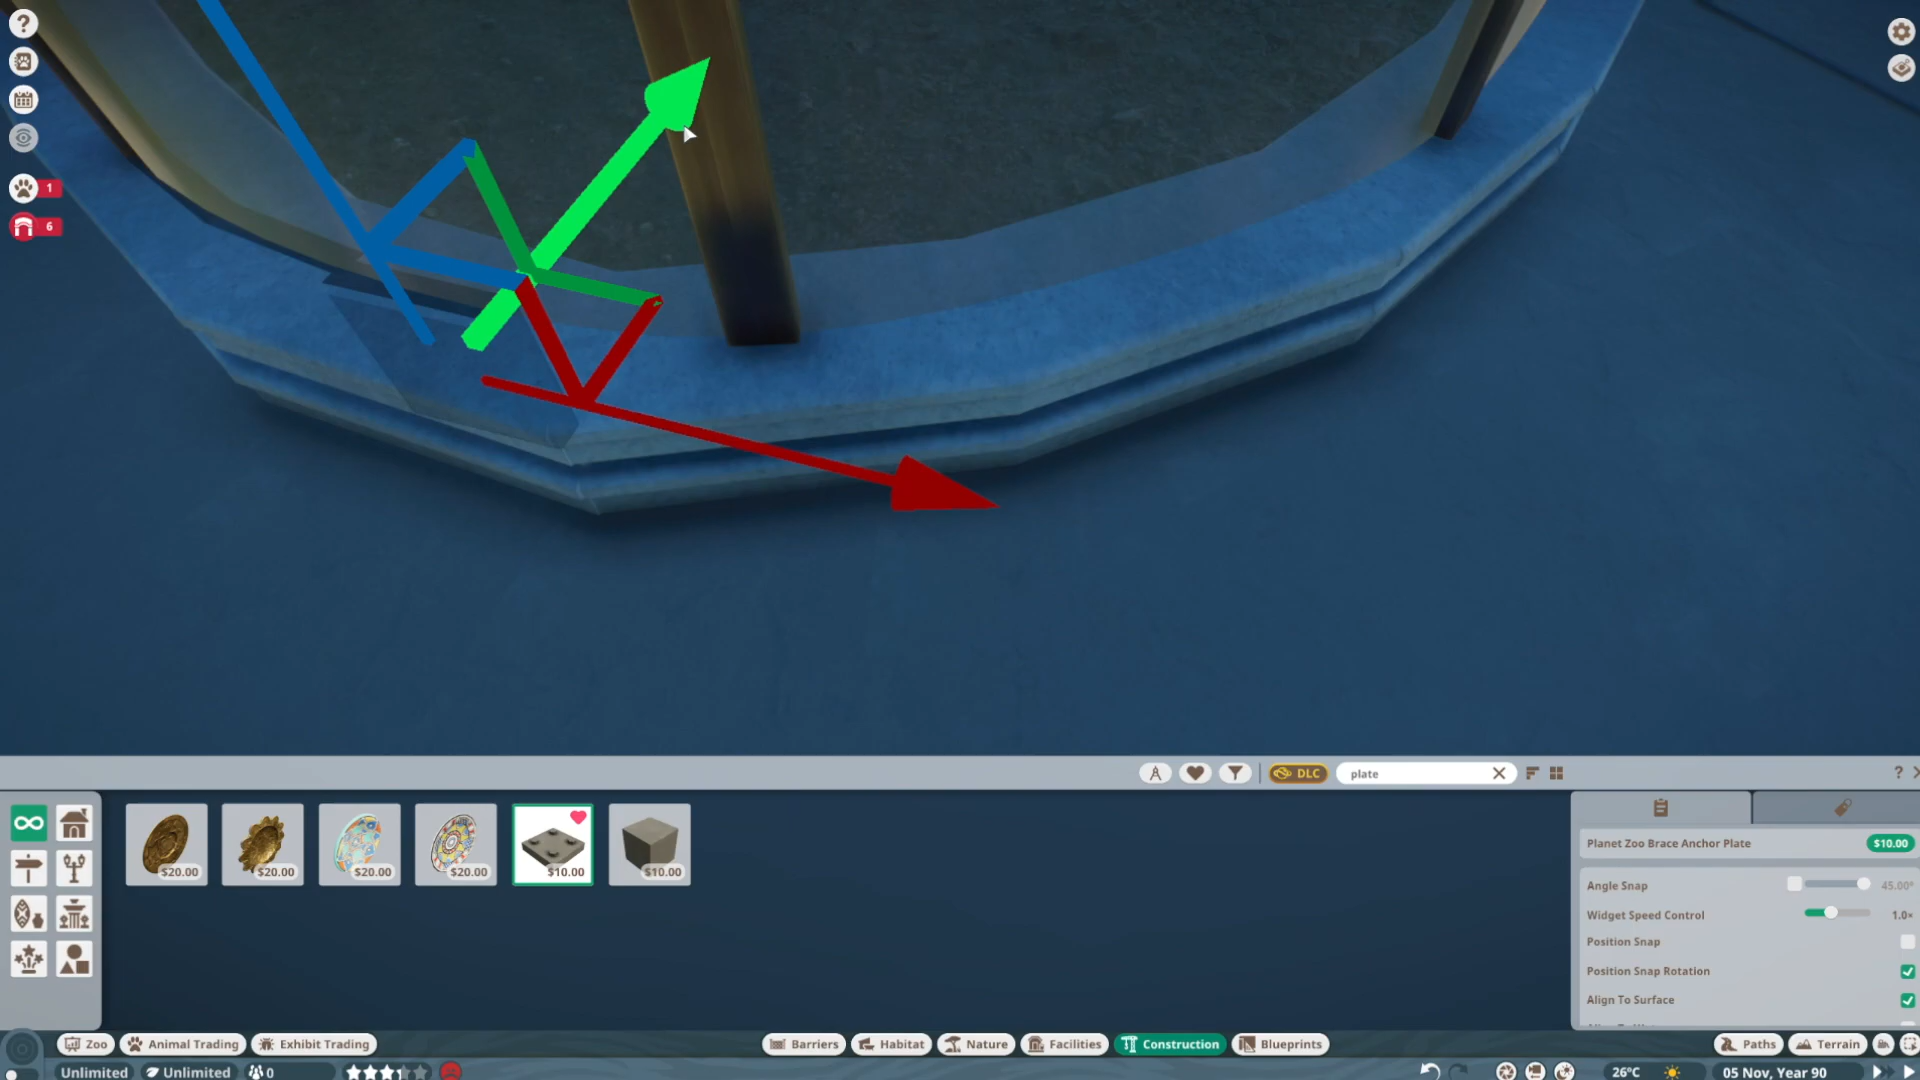 ?
1
6
DLC
plate
?
$20.00
$20.00
$20.00
$20.00
$10.00
$10.00
Planet Zoo Brace Anchor Plate
$10.00
Angle Snap
45.00°
Widget Speed Control
1.0×
Position Snap
Position Snap Rotation
Align To Surface
Zoo
Animal Trading
Exhibit Trading
Barriers
Habitat
Nature
Facilities
Construction
Blueprints
Paths
Terrain
Unlimited
Unlimited
0
26°C
05 Nov, Year 90